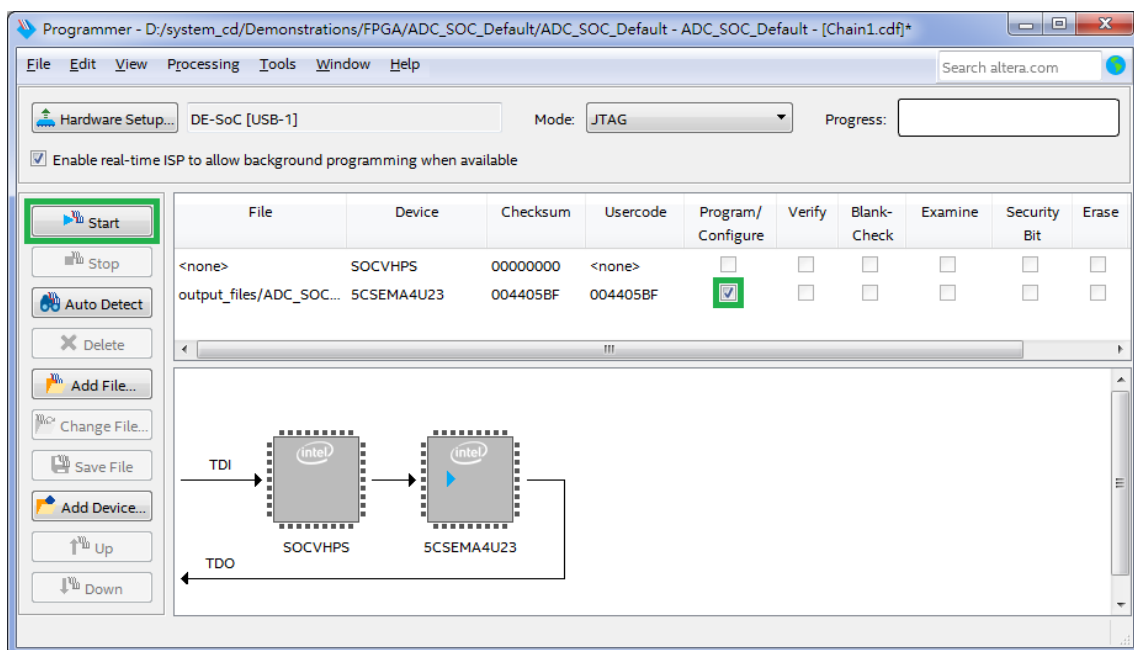 Programmer - D:/system_cd/Demonstrations/FPGA/ADC_SOC_Default/ADC_SOC_Default - ADC_SOC_Default - [Chain1.cdf]*
File Edit View Processing Tools Window Help
Search altera.com
Hardware Setup... DE-SoC [USB-1] Mode: JTAG Progress:
Enable real-time ISP to allow background programming when available
Start
Stop
Auto Detect
Delete
Add File...
Change File...
Save File
Add Device...
Up
Down
File Device Checksum Usercode Program/ Verify Blank- Examine Security Erase
Configure Check Bit
<none> SOCVHPS 00000000 <none>
output_files/ADC_SOC... 5CSEMA4U23 004405BF 004405BF
intel intel
TDI
SOCVHPS 5CSEMA4U23
TDO